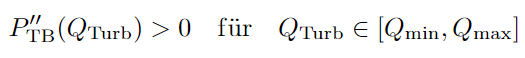 P″_TB(Q_Turb) > 0 für Q_Turb ∈ [Q_min, Q_max]